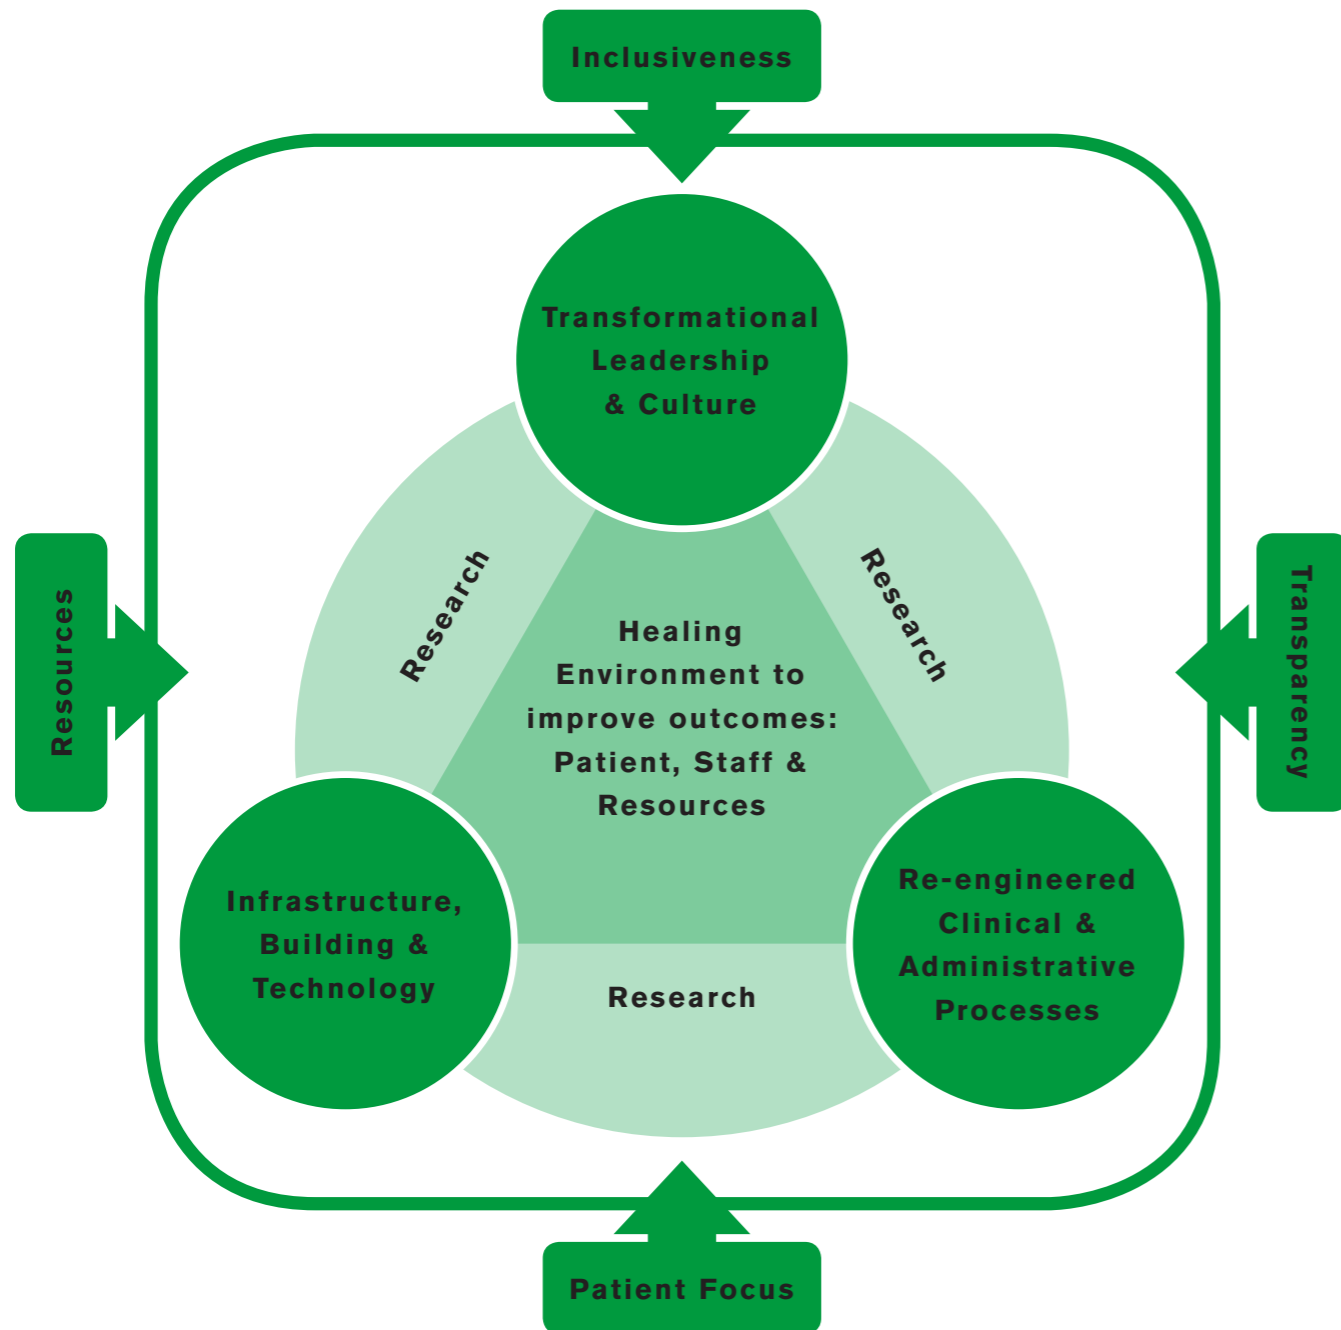 Inclusiveness
Transformational
Leadership
& Culture
Resources
Research
Healing
Environment to
improve outcomes:
Patient, Staff &
Resources
Research
Transparency
Infrastructure,
Building &
Technology
Research
Re-engineered
Clinical &
Administrative
Processes
Patient Focus